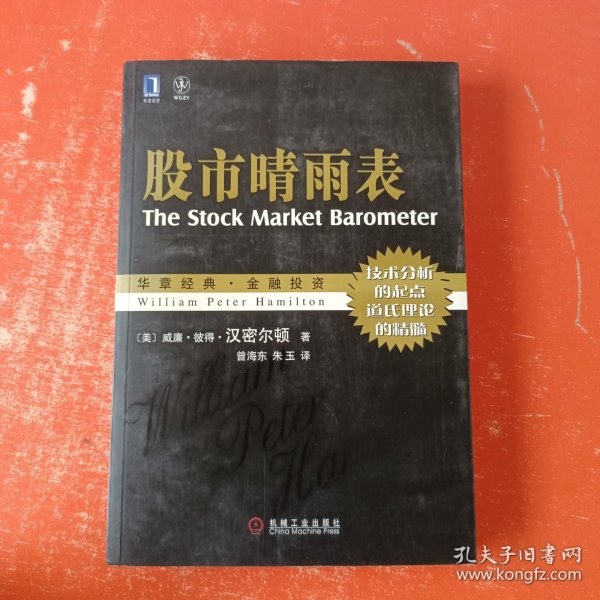 WILEY
股市晴雨表
The Stock Market Barometer
华章经典·金融投资
William Peter Hamilton
技术分析
的起点
道氏理论
的精髓
〔美〕威廉·彼得·汉密尔顿 著
曾海东 朱玉 译
William
Peter
Ha
机械工业出版社
China Machine Press
孔夫子旧书网
www.kongfz.com